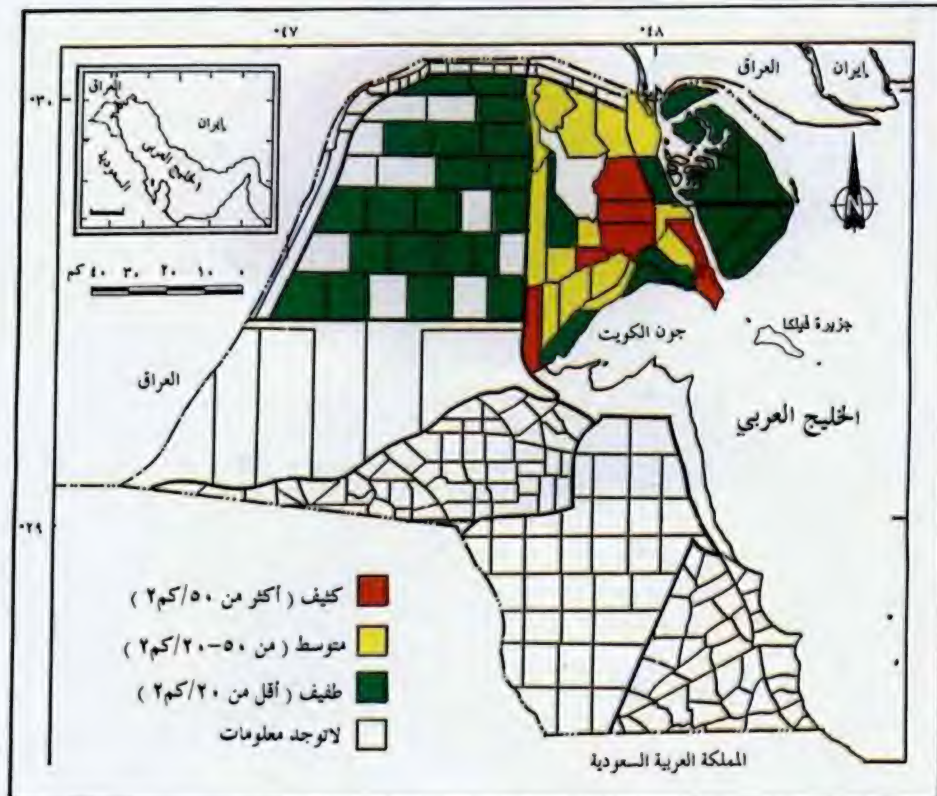 °٤٧
°٤٨
°٣٠
°٢٩
العراق
إيران
العراق
إيران
الخليج العربي
السعودية
٤٠ ٣٠ ٢٠ ١٠ ٠ كم
جزيرة فيلكا
جون الكويت
العراق
الخليج العربي
كثيف ( أكثر من ٥٠/كم٢ )
متوسط ( من ٥٠-٢٠/كم٢ )
طفيف ( أقل من ٢٠/كم٢ )
لاتوجد معلومات
المملكة العربية السعودية
N